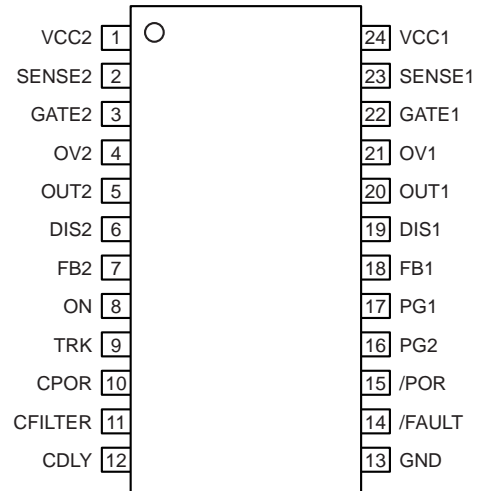 VCC2 1 24 VCC1
SENSE2 2 23 SENSE1
GATE2 3 22 GATE1
OV2 4 21 OV1
OUT2 5 20 OUT1
DIS2 6 19 DIS1
FB2 7 18 FB1
ON 8 17 PG1
TRK 9 16 PG2
CPOR 10 15 /POR
CFILTER 11 14 /FAULT
CDLY 12 13 GND